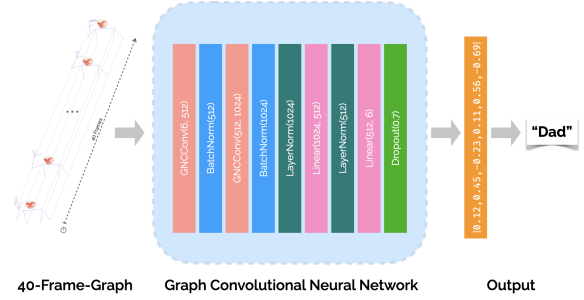 40 Frames
GNCConv(6, 512)
BatchNorm(512)
GNCConv(512, 1024)
BatchNorm(1024)
LayerNorm(1024)
Linear(1024, 512)
LayerNorm(512)
Linear(512, 6)
Dropout(0.7)
[0.12,0.45,-0.23,0.11,0.56,-0.69]
“Dad”
40-Frame-Graph
Graph Convolutional Neural Network
Output